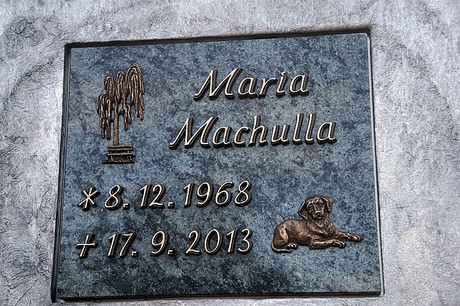 Maria
Machulla
* 8. 12. 1968
† 17. 9. 2013